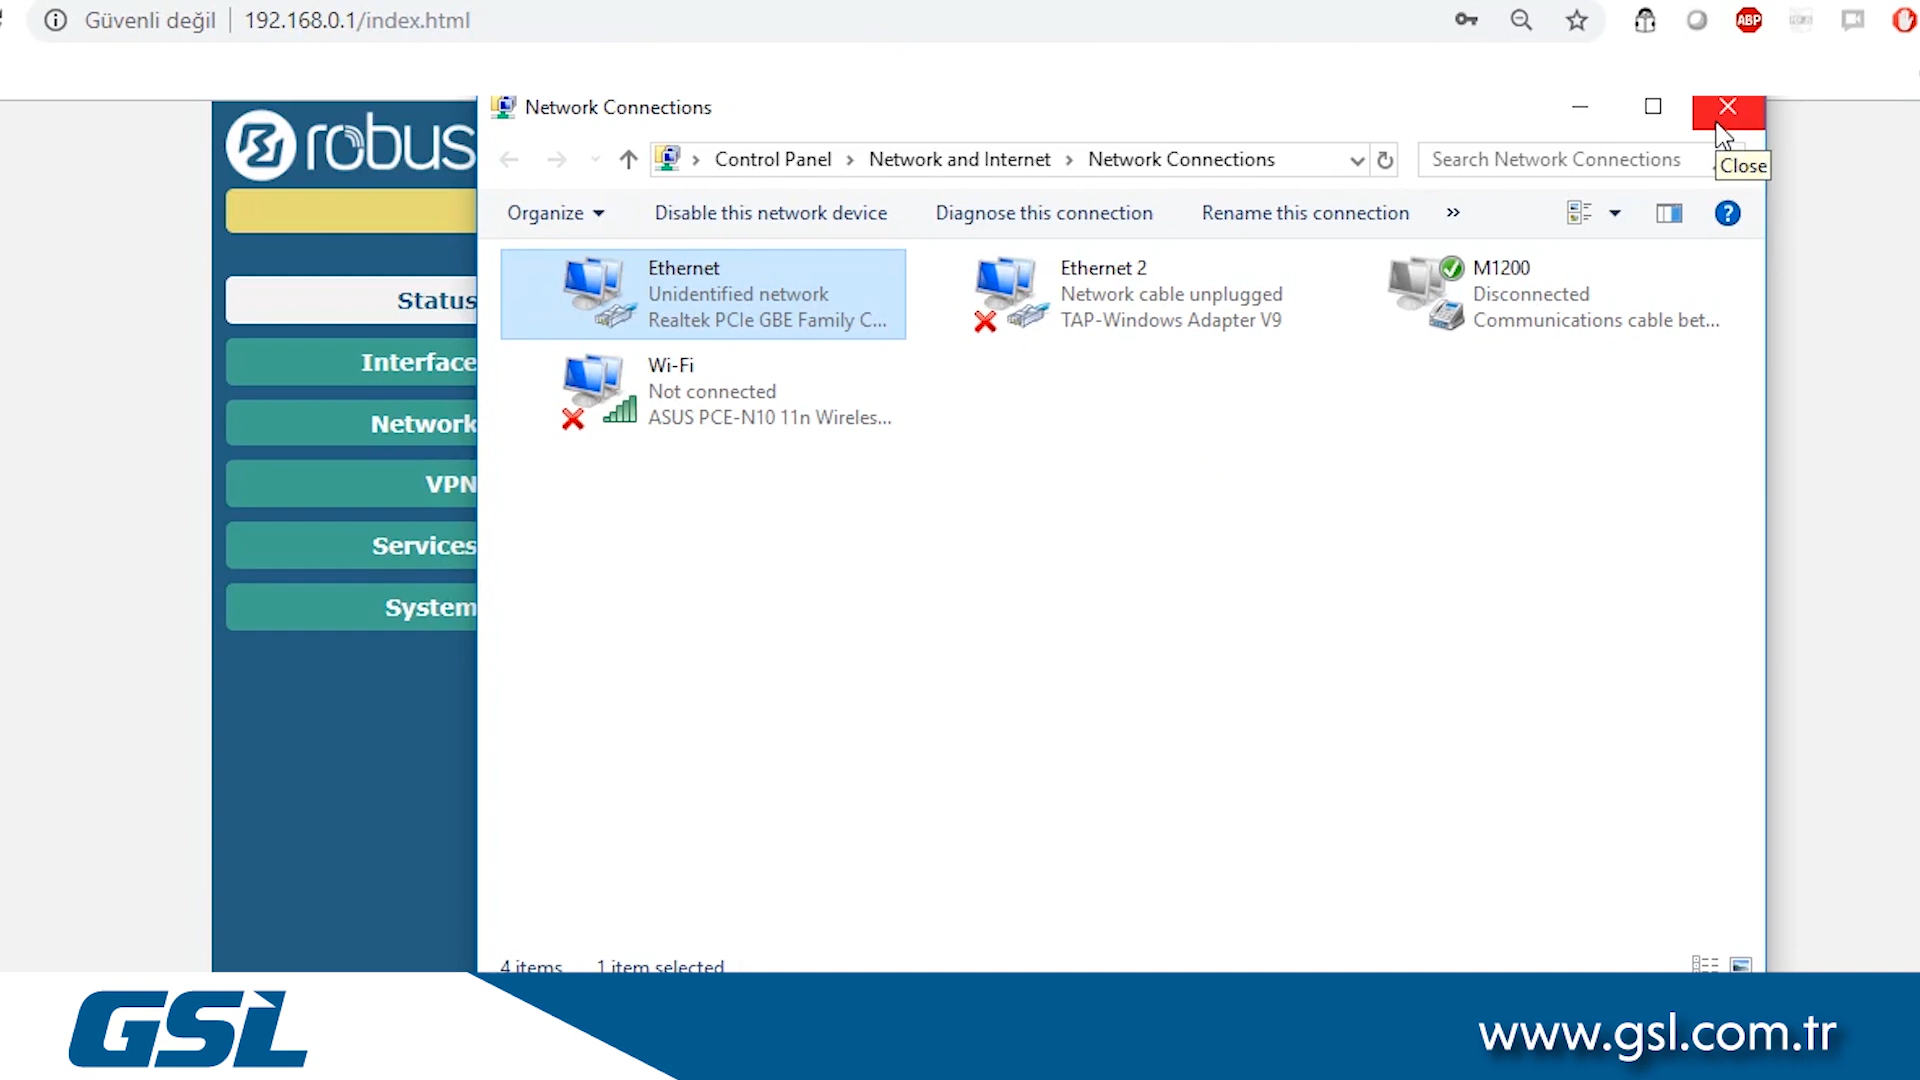 Güvenli değil | 192.168.0.1/index.html
ABP
robus
Network Connections
Control Panel > Network and Internet > Network Connections
Search Network Connections
Close
Organize
Disable this network device
Diagnose this connection
Rename this connection
»
?
Ethernet
Unidentified network
Realtek PCIe GBE Family C...
Ethernet 2
Network cable unplugged
TAP-Windows Adapter V9
M1200
Disconnected
Communications cable bet...
Wi-Fi
Not connected
ASUS PCE-N10 11n Wireles...
Status
Interface
Network
VPN
Services
System
4 items
1 item selected
GSL
www.gsl.com.tr